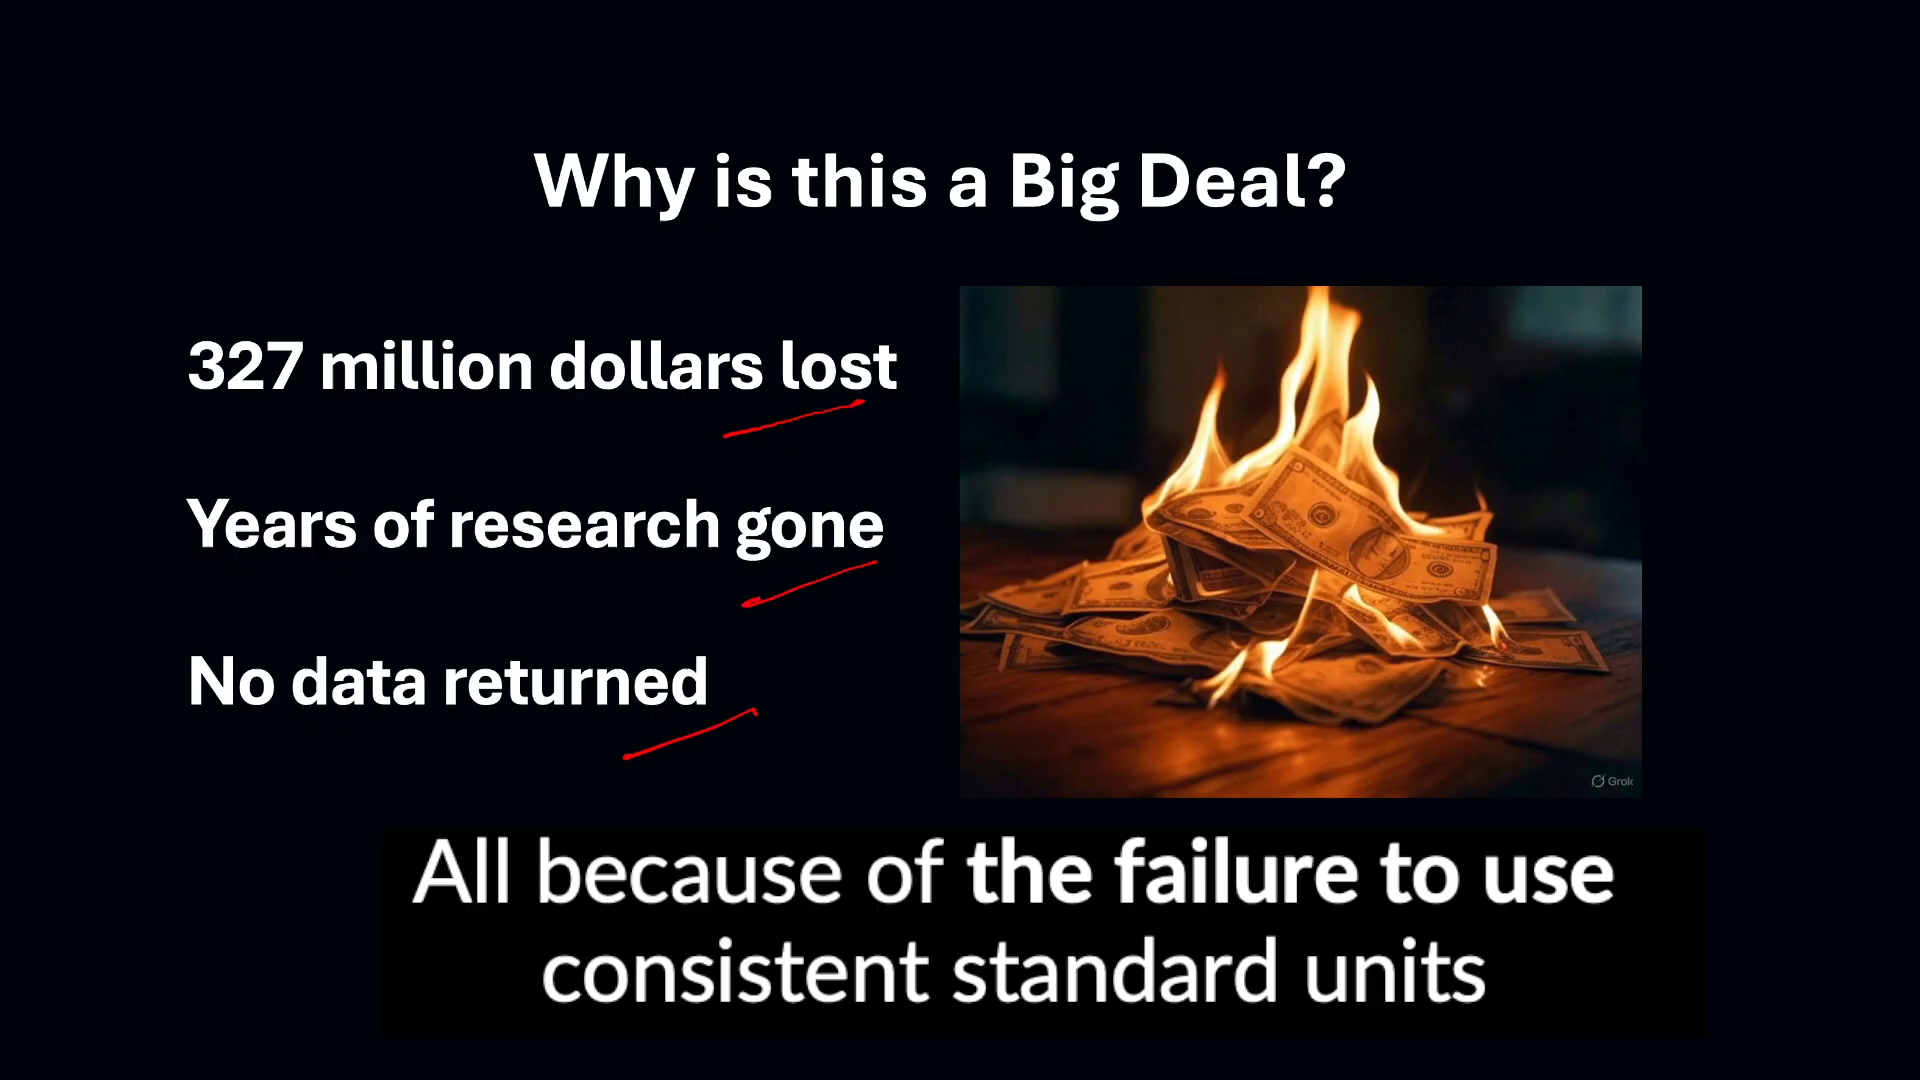 Why is this a Big Deal?
327 million dollars lost
Years of research gone
No data returned
Grok
All because of the failure to use
consistent standard units